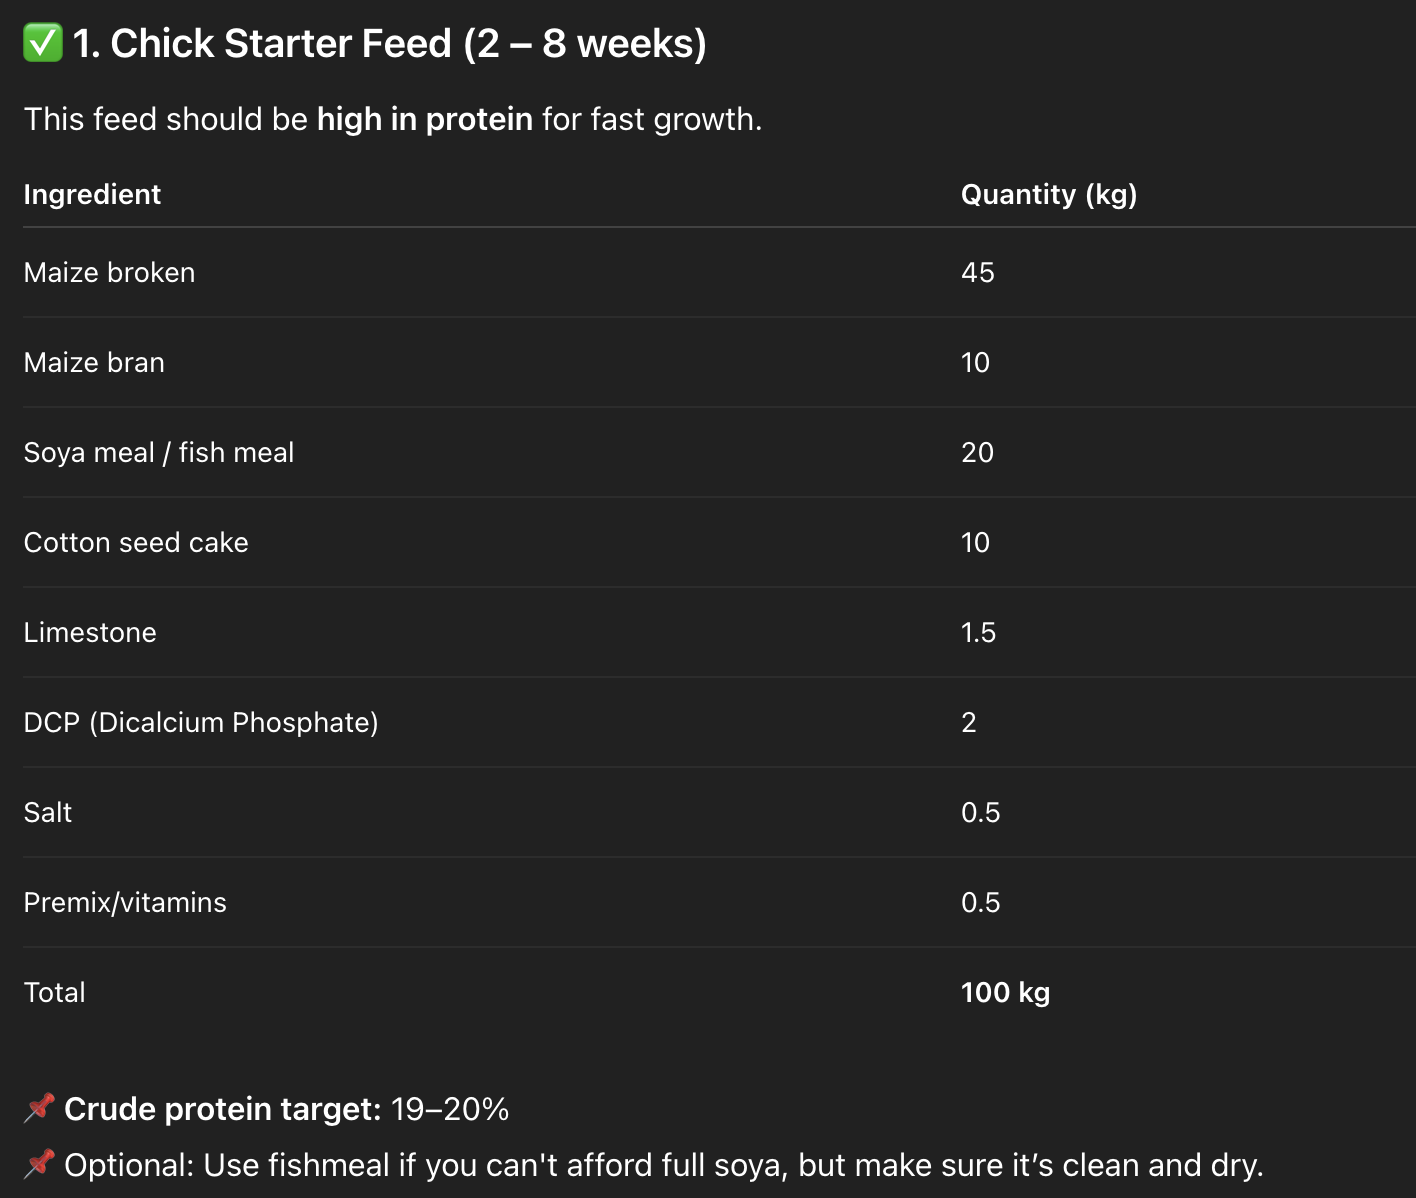 ✅ 1. Chick Starter Feed (2 – 8 weeks)
This feed should be high in protein for fast growth.
Ingredient Quantity (kg)
Maize broken 45
Maize bran 10
Soya meal / fish meal 20
Cotton seed cake 10
Limestone 1.5
DCP (Dicalcium Phosphate) 2
Salt 0.5
Premix/vitamins 0.5
Total 100 kg
📌 Crude protein target: 19–20%
📌 Optional: Use fishmeal if you can't afford full soya, but make sure it’s clean and dry.